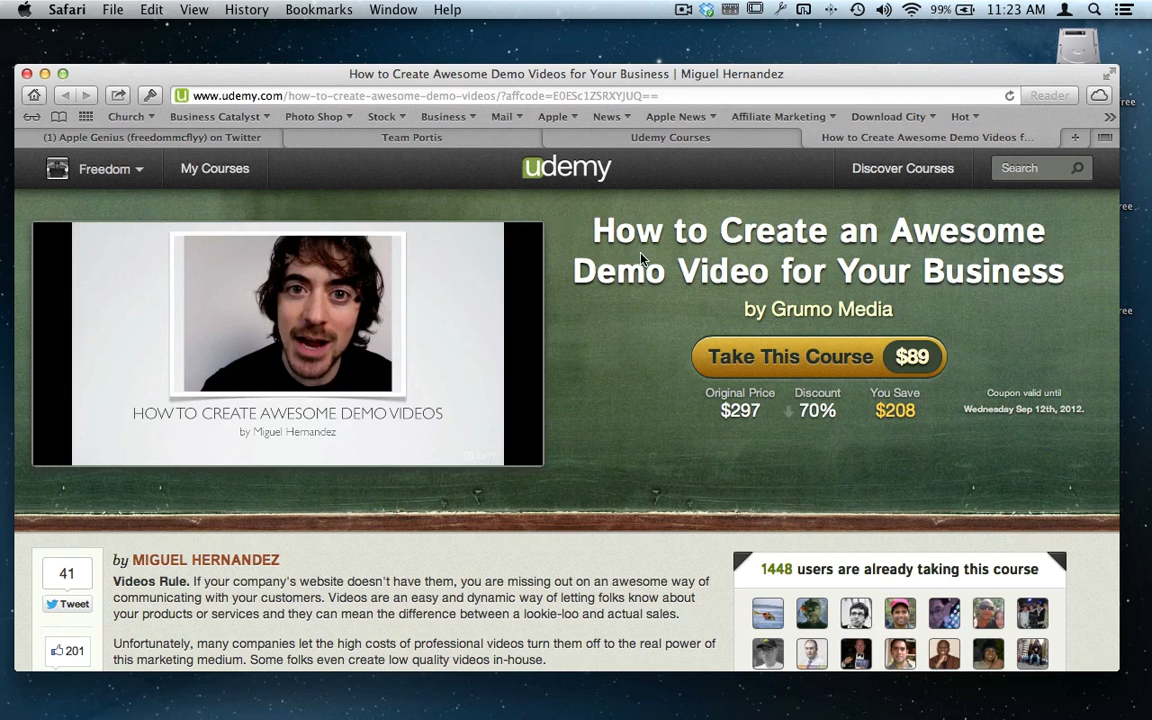 Safari File Edit View History Bookmarks Window Help 99% 11:23 AM
How to Create Awesome Demo Videos for Your Business | Miguel Hernandez
www.udemy.com/how-to-create-awesome-demo-videos/?affcode=E0ESc1ZSRXYJUQ== Reader
Church Business Catalyst Photo Shop Stock Business Mail Apple News Apple News Affiliate Marketing Download City Hot
(1) Apple Genius (freedommcflyy) on Twitter Team Portis Udemy Courses How to Create Awesome Demo Videos f...
Freedom My Courses udemy Discover Courses Search
How to Create an Awesome
Demo Video for Your Business
by Grumo Media
Take This Course $89
Original Price Discount You Save Coupon valid until
$297 70% $208 Wednesday Sep 12th, 2012.
HOW TO CREATE AWESOME DEMO VIDEOS
by Miguel Hernandez
udemy
41
Tweet
201
by MIGUEL HERNANDEZ
Videos Rule. If your company's website doesn't have them, you are missing out on an awesome way of
communicating with your customers. Videos are an easy and dynamic way of letting folks know about
your products or services and they can mean the difference between a lookie-loo and actual sales.
Unfortunately, many companies let the high costs of professional videos turn them off to the real power of
this marketing medium. Some folks even create low quality videos in-house.
1448 users are already taking this course
ree
ree
ree